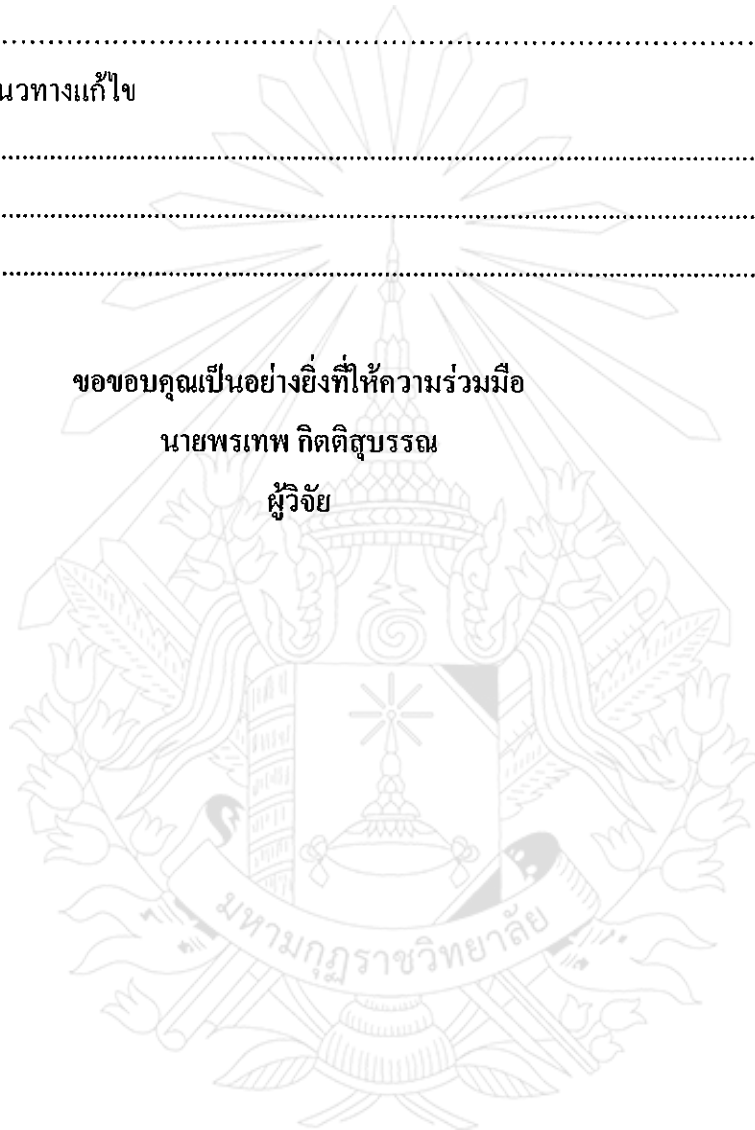 นวทางแก้ไข
ขอขอบคุณเป็นอย่างยิ่งที่ให้ความร่วมมือ
นายพรเทพ กิตติสุบรรณ
ผู้วิจัย
มหามกุฏราชวิทยาลัย